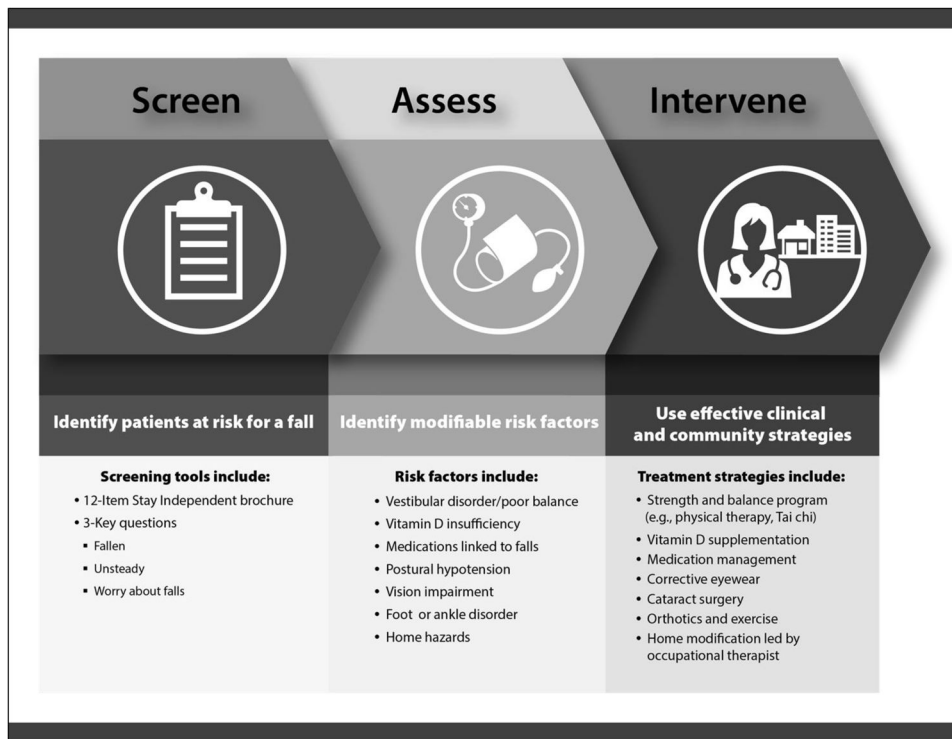 Screen
Assess
Intervene
Identify patients at risk for a fall
Identify modifiable risk factors
Use effective clinical
and community strategies
Screening tools include:
• 12-Item Stay Independent brochure
• 3-Key questions
▪ Fallen
▪ Unsteady
▪ Worry about falls
Risk factors include:
• Vestibular disorder/poor balance
• Vitamin D insufficiency
• Medications linked to falls
• Postural hypotension
• Vision impairment
• Foot or ankle disorder
• Home hazards
Treatment strategies include:
• Strength and balance program
(e.g., physical therapy, Tai chi)
• Vitamin D supplementation
• Medication management
• Corrective eyewear
• Cataract surgery
• Orthotics and exercise
• Home modification led by
occupational therapist